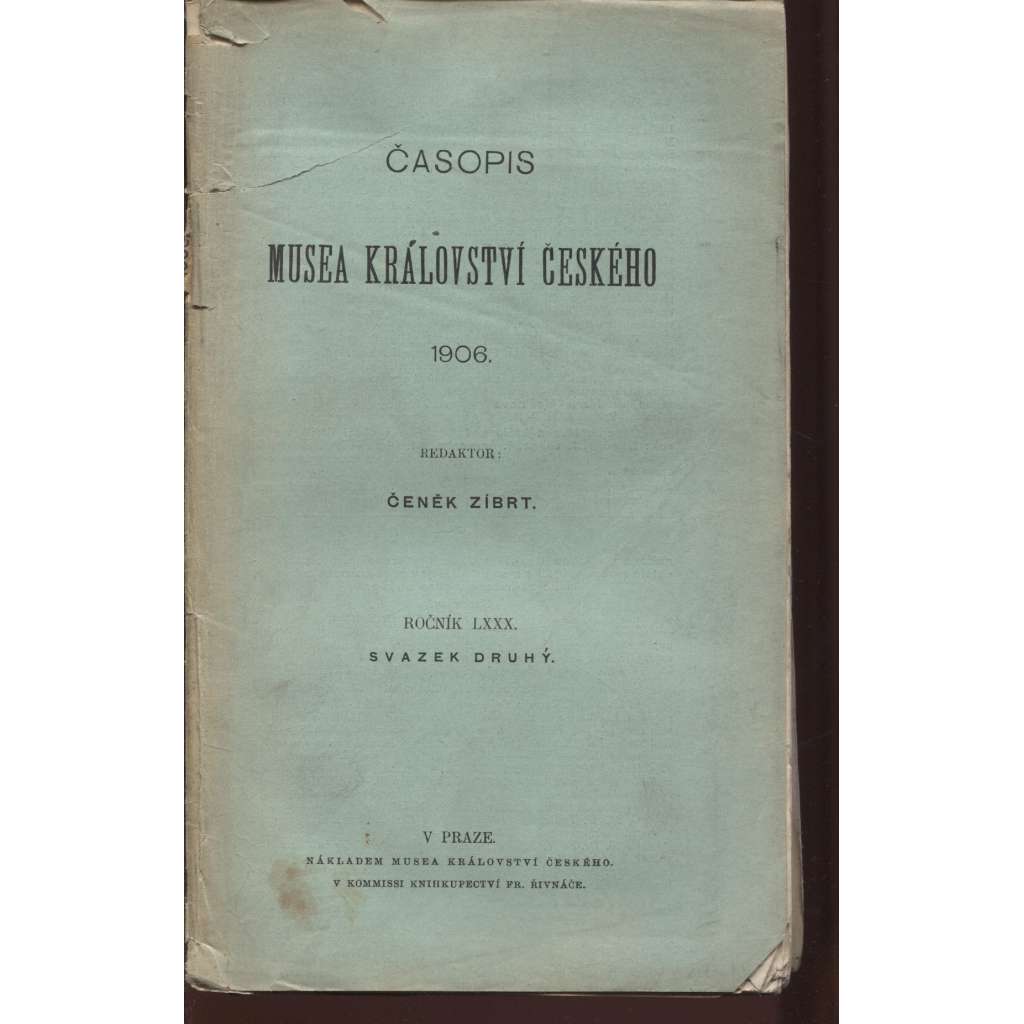 ČASOPIS
MUSEA KRÁLOVSTVÍ ČESKÉHO
1906.
REDAKTOR:
ČENĚK ZÍBRT.
ROČNÍK LXXX.
SVAZEK DRUHÝ.
V PRAZE.
NÁKLADEM MUSEA KRÁLOVSTVÍ ČESKÉHO.
V KOMMISSI KNIHKUPECTVÍ FR. ŘIVNÁČE.